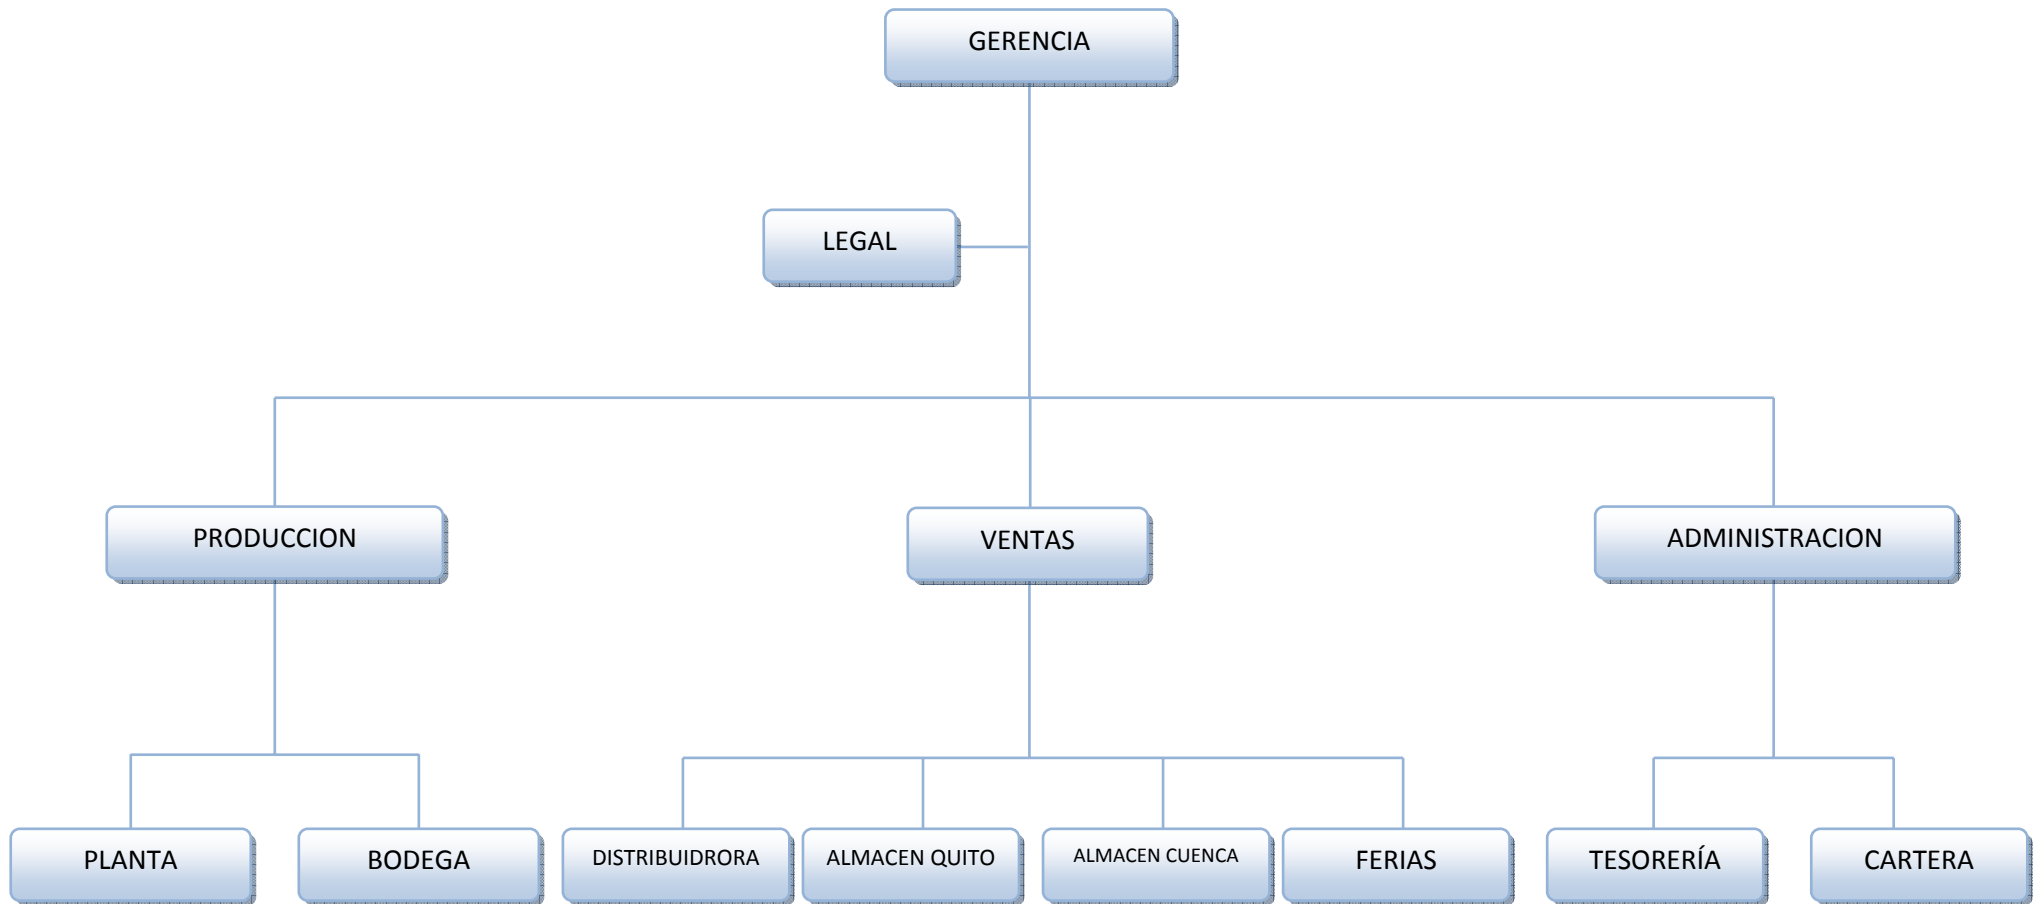 GERENCIA
LEGAL
PRODUCCION
VENTAS
ADMINISTRACION
PLANTA
BODEGA
DISTRIBUIDRORA
ALMACEN QUITO
ALMACEN CUENCA
FERIAS
TESORERÍA
CARTERA